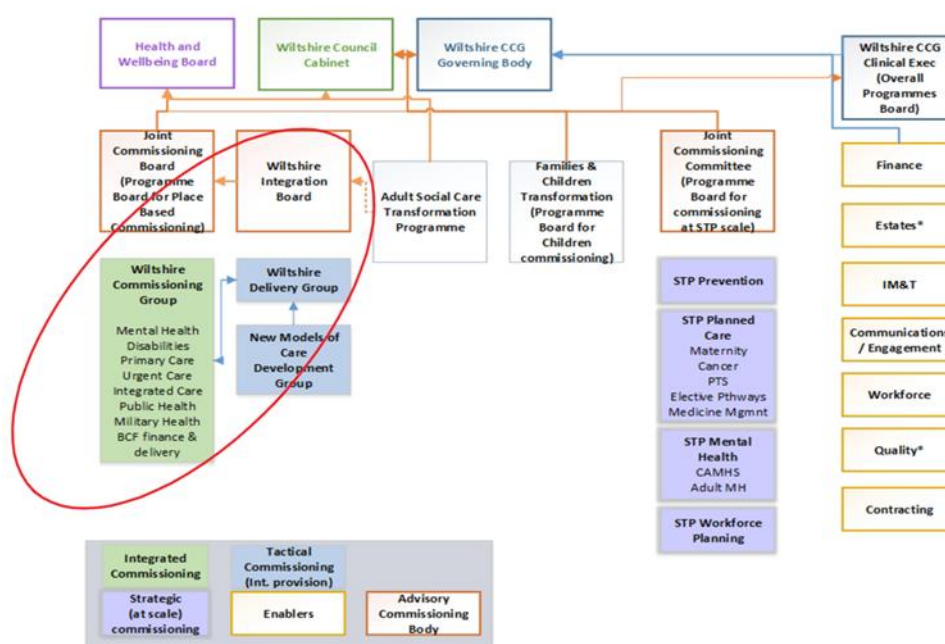 Health and
Wellbeing Board
Wiltshire Council
Cabinet
Wiltshire CCG
Governing Body
Wiltshire CCG
Clinical Exec
(Overall
Programmes
Board)
Joint
Commissioning
Board
(Programme
Board for Place
Based
Commissioning)
Wiltshire
Integration
Board
Adult Social Care
Transformation
Programme
Families &
Children
Transformation
(Programme
Board for
Children
commissioning)
Joint
Commissioning
Committee
(Programme
Board for
commissioning
at STP scale)
Finance
Estates*
IM&T
Communications
/ Engagement
Workforce
Quality*
Contracting
Wiltshire
Commissioning
Group
Mental Health
Disabilities
Primary Care
Urgent Care
Integrated Care
Public Health
Military Health
BCF finance &
delivery
Wiltshire
Delivery Group
New Models of
Care
Development
Group
STP Prevention
STP Planned
Care
Maternity
Cancer
PTS
Elective Pthways
Medicine Mgmnt
STP Mental
Health
CAMHS
Adult MH
STP Workforce
Planning
Integrated
Commissioning
Tactical
Commissioning
(Int. provision)
Strategic
(at scale)
commissioning
Enablers
Advisory
Commissioning
Body